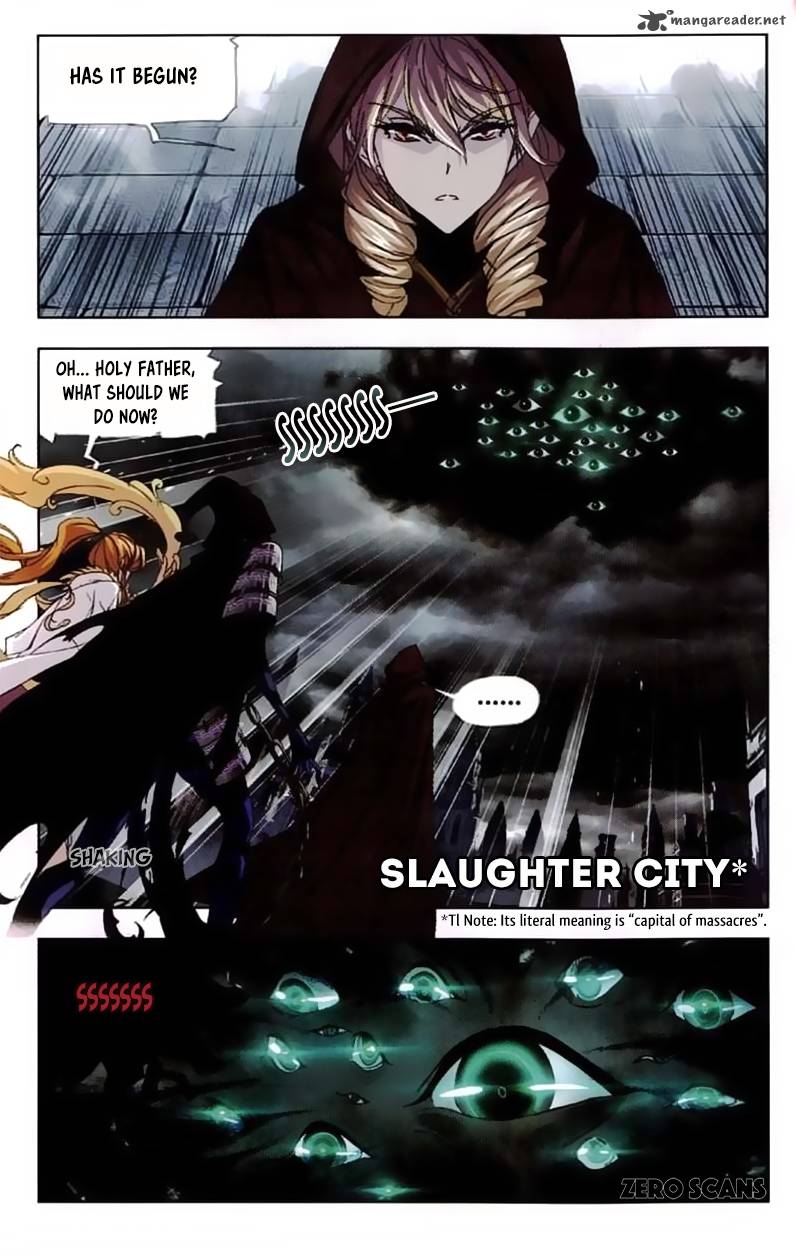 mangareader.net
HAS IT BEGUN?
OH... HOLY FATHER,
WHAT SHOULD WE
DO NOW?
SSSSSSS
......
SHAKING
SLAUGHTER CITY*
*Tl Note: Its literal meaning is "capital of massacres".
SSSSSSS
ZERO SCANS